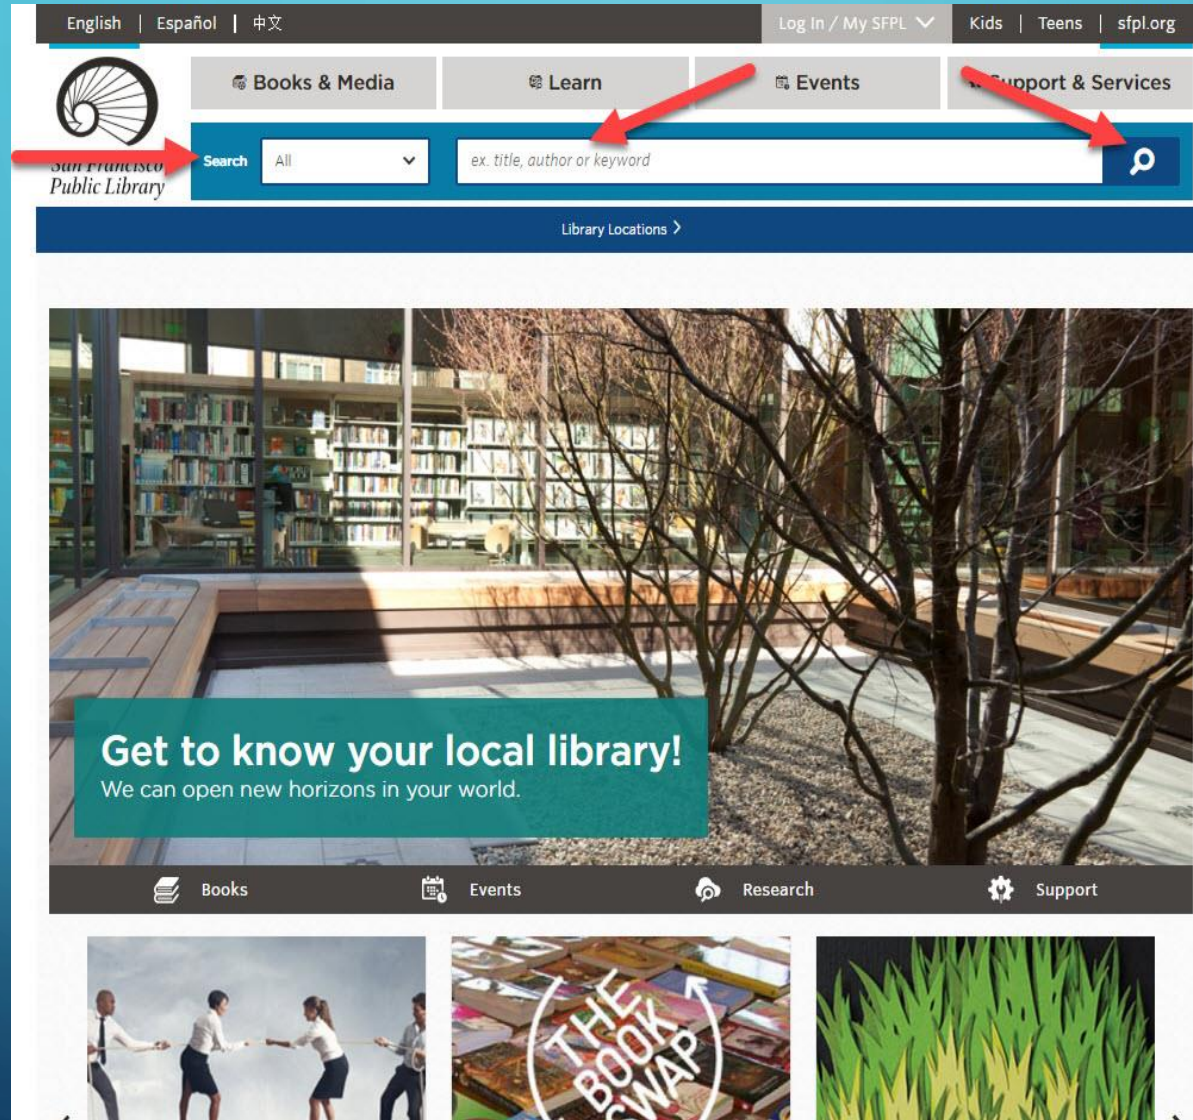 English | Español | 中文
Log In / My SFPL
Kids | Teens | sfpl.org
Books & Media
Learn
Events
Support & Services
San Francisco
Public Library
Search
All
ex. title, author or keyword
Library Locations
Get to know your local library!
We can open new horizons in your world.
Books
Events
Research
Support
THE
BOOK
SWAP